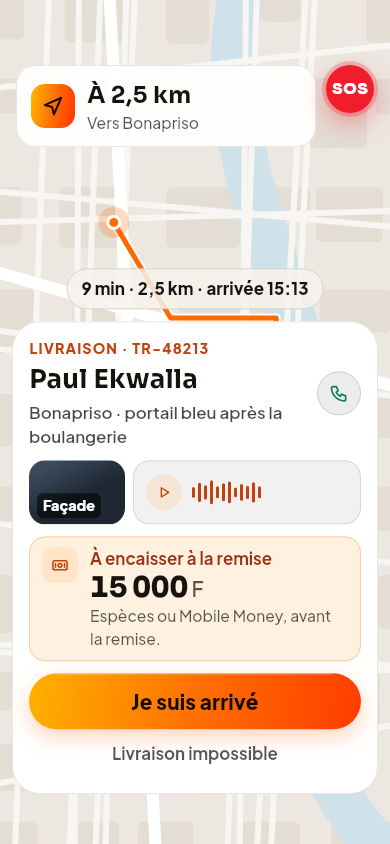 À 2,5 km
Vers Bonapriso
SOS
9 min · 2,5 km · arrivée 15:13
LIVRAISON · TR-48213
Paul Ekwalla
Bonapriso · portail bleu après la
boulangerie
Façade
À encaisser à la remise
15 000 F
Espèces ou Mobile Money, avant
la remise.
Je suis arrivé
Livraison impossible